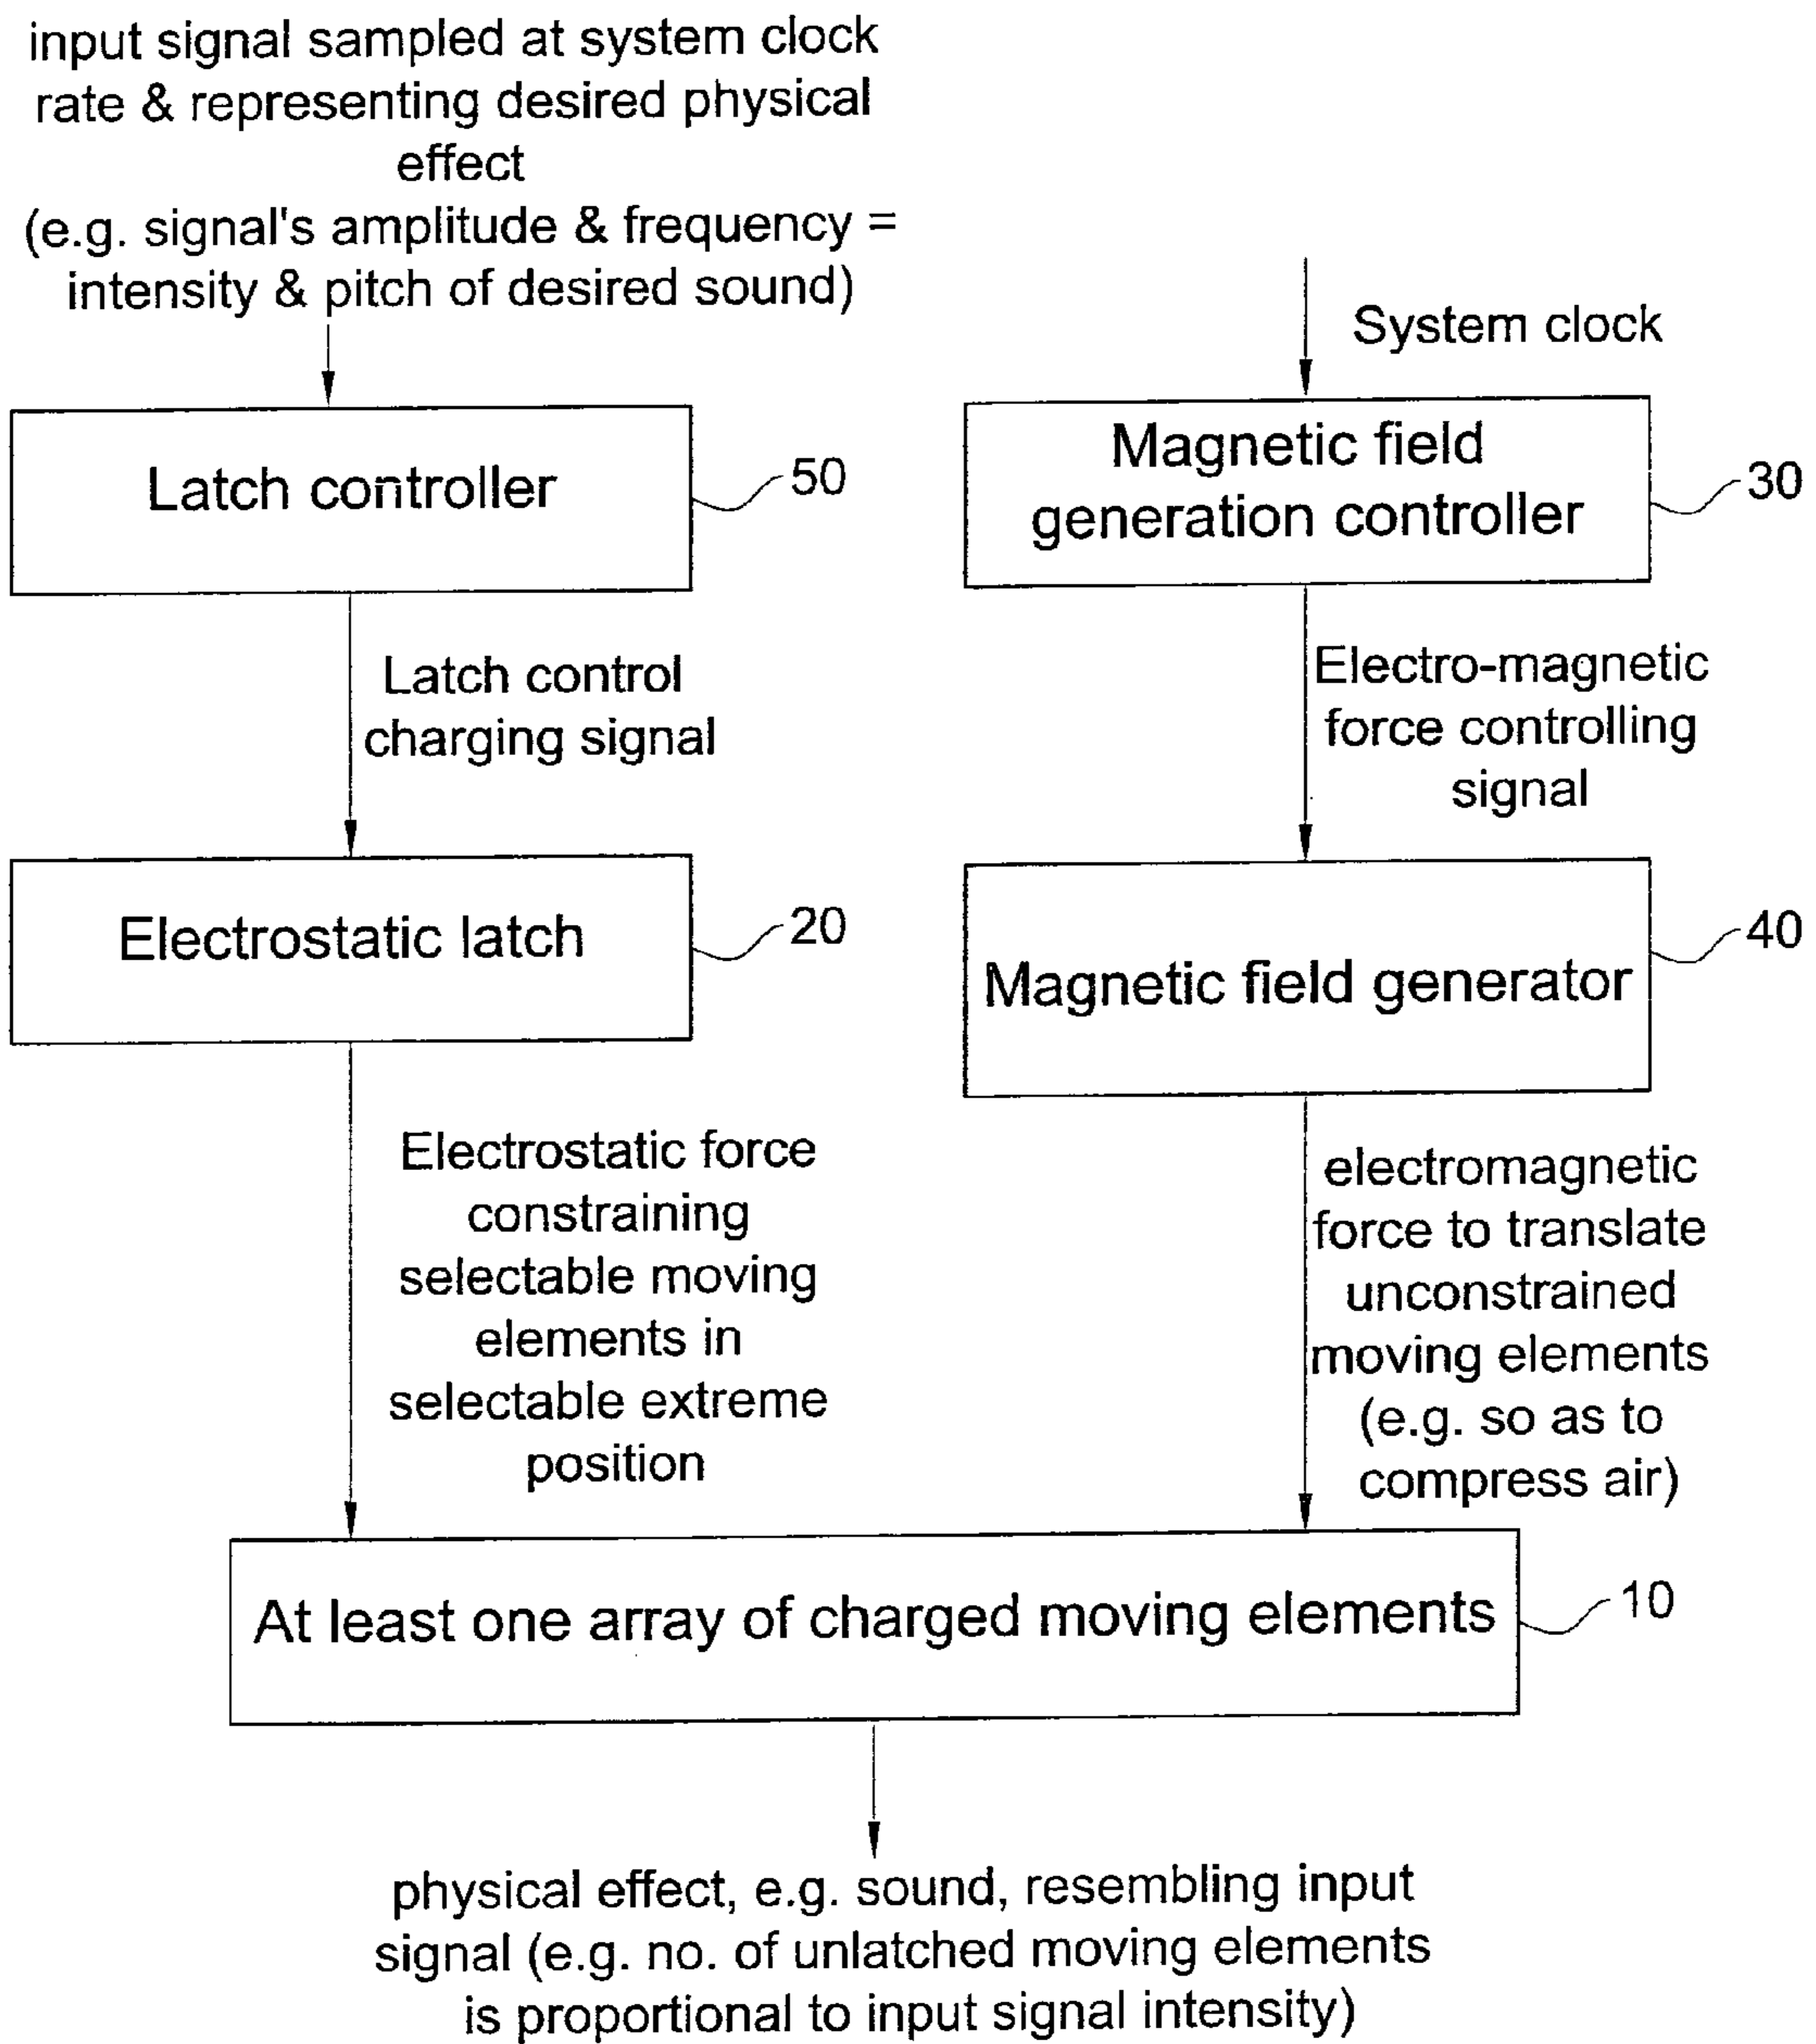 input signal sampled at system clock
rate & representing desired physical
effect
(e.g. signal's amplitude & frequency =
intensity & pitch of desired sound)
System clock
Latch controller
50
Magnetic field
generation controller
30
Latch control
charging signal
Electro-magnetic
force controlling
signal
Electrostatic latch
20
Magnetic field generator
40
Electrostatic force
constraining
selectable moving
elements in
selectable extreme
position
electromagnetic
force to translate
unconstrained
moving elements
(e.g. so as to
compress air)
At least one array of charged moving elements
10
physical effect, e.g. sound, resembling input
signal (e.g. no. of unlatched moving elements
is proportional to input signal intensity)